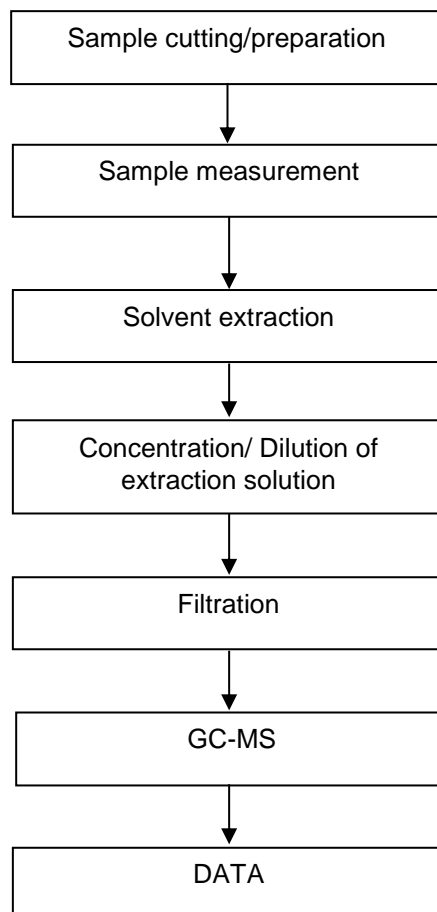 Sample cutting/preparation
Sample measurement
Solvent extraction
Concentration/ Dilution of
extraction solution
Filtration
GC-MS
DATA